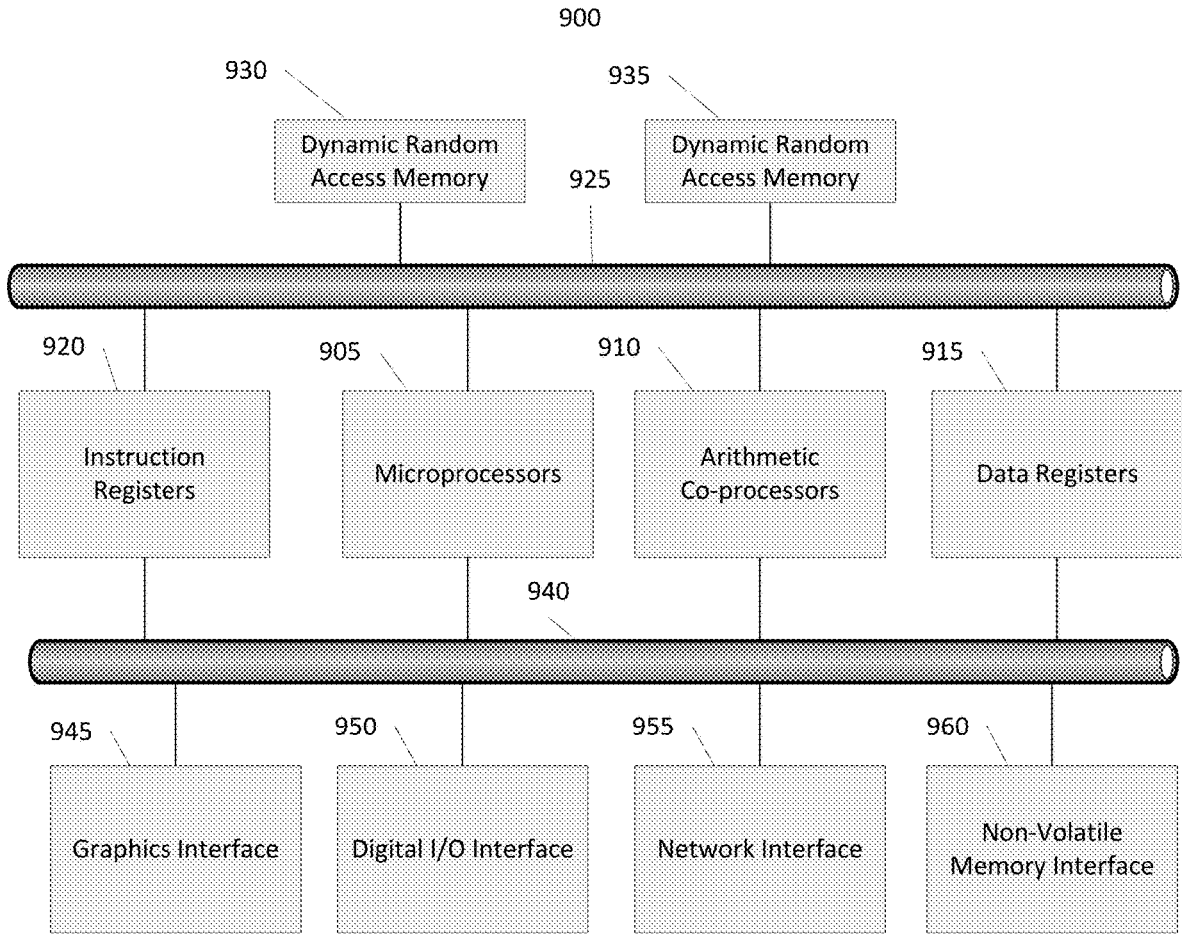 900
930
935
Dynamic Random
Access Memory
Dynamic Random
Access Memory
925
920
905
910
915
Instruction
Registers
Microprocessors
Arithmetic
Co-processors
Data Registers
940
945
950
955
960
Graphics Interface
Digital I/O Interface
Network Interface
Non-Volatile
Memory Interface